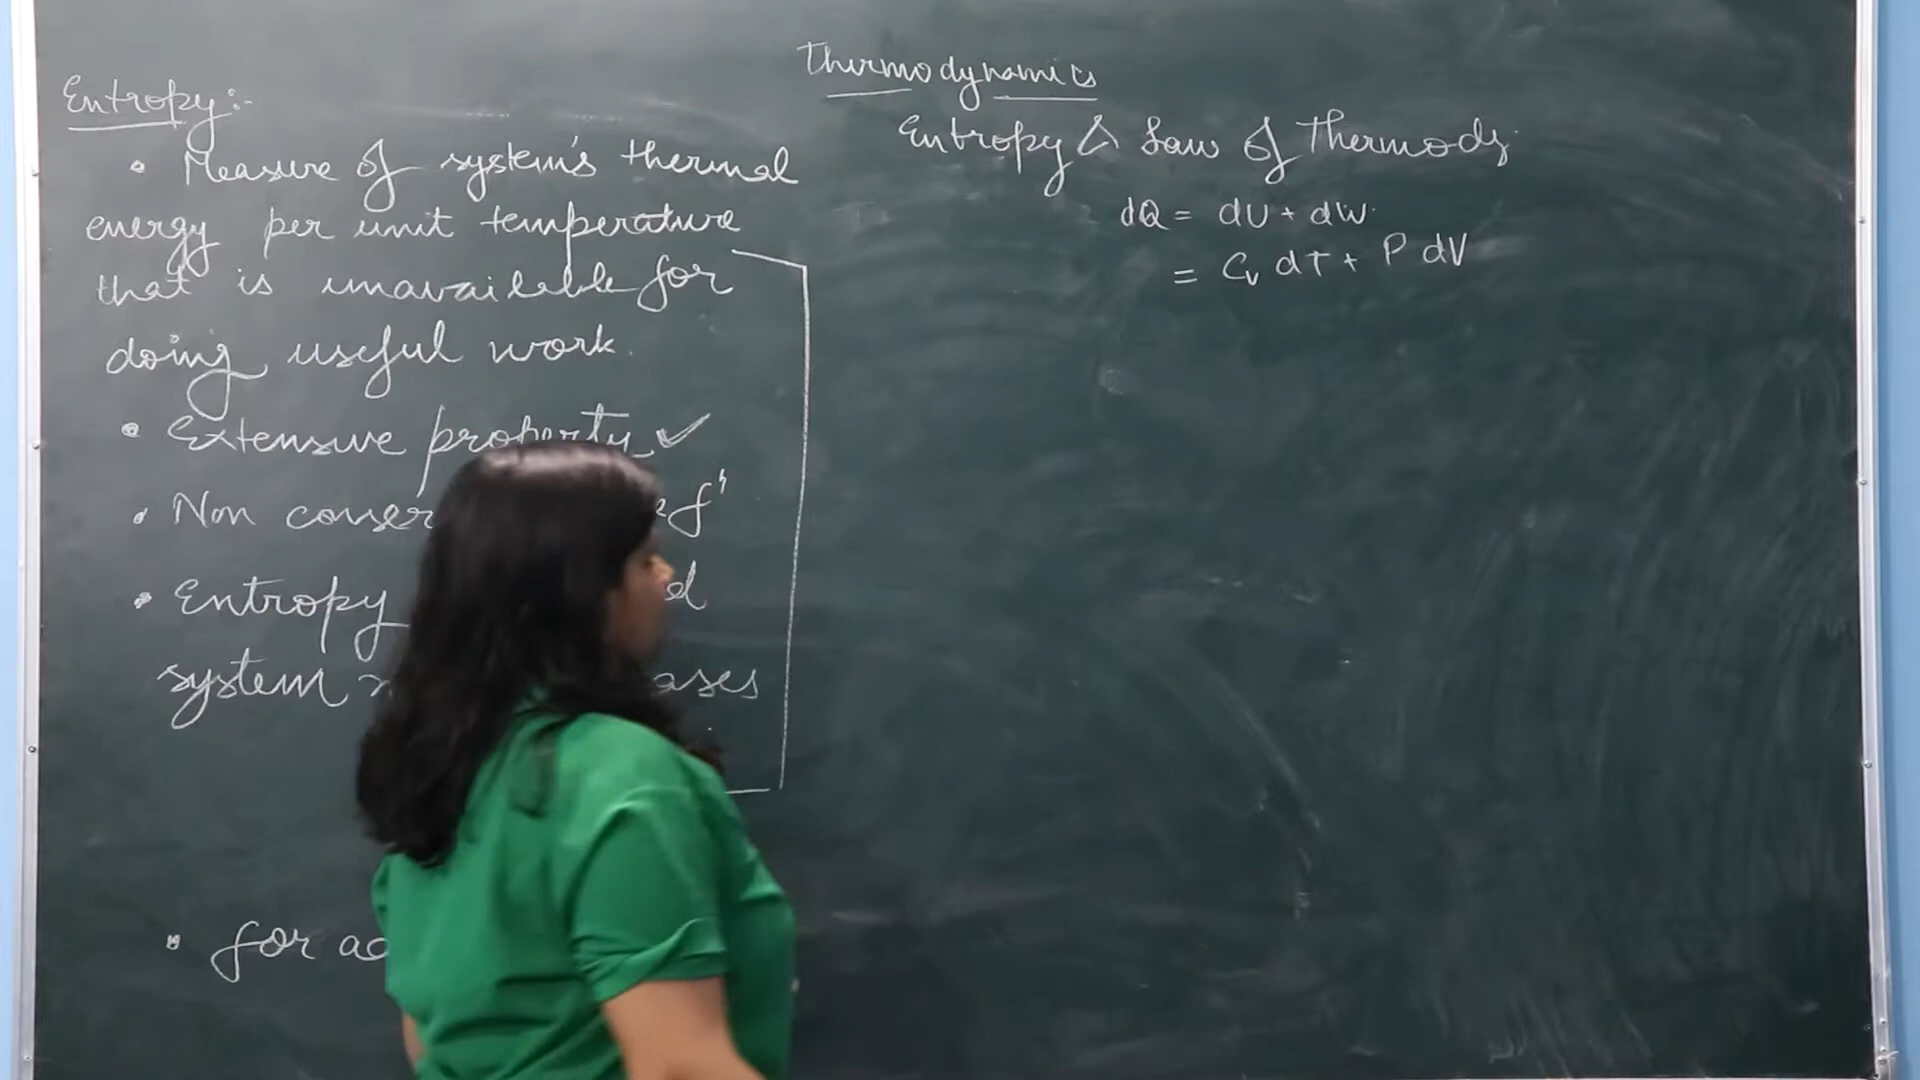 Thermodynamics
Entropy & Law of Thermody.
dQ = dU + dW.
= Cv dT + P dV
Entropy :-
• Measure of system's thermal
energy per unit temperature
that is unavailable for
doing useful work.
• Extensive property ✓
• Non
• Entropy
system
• for